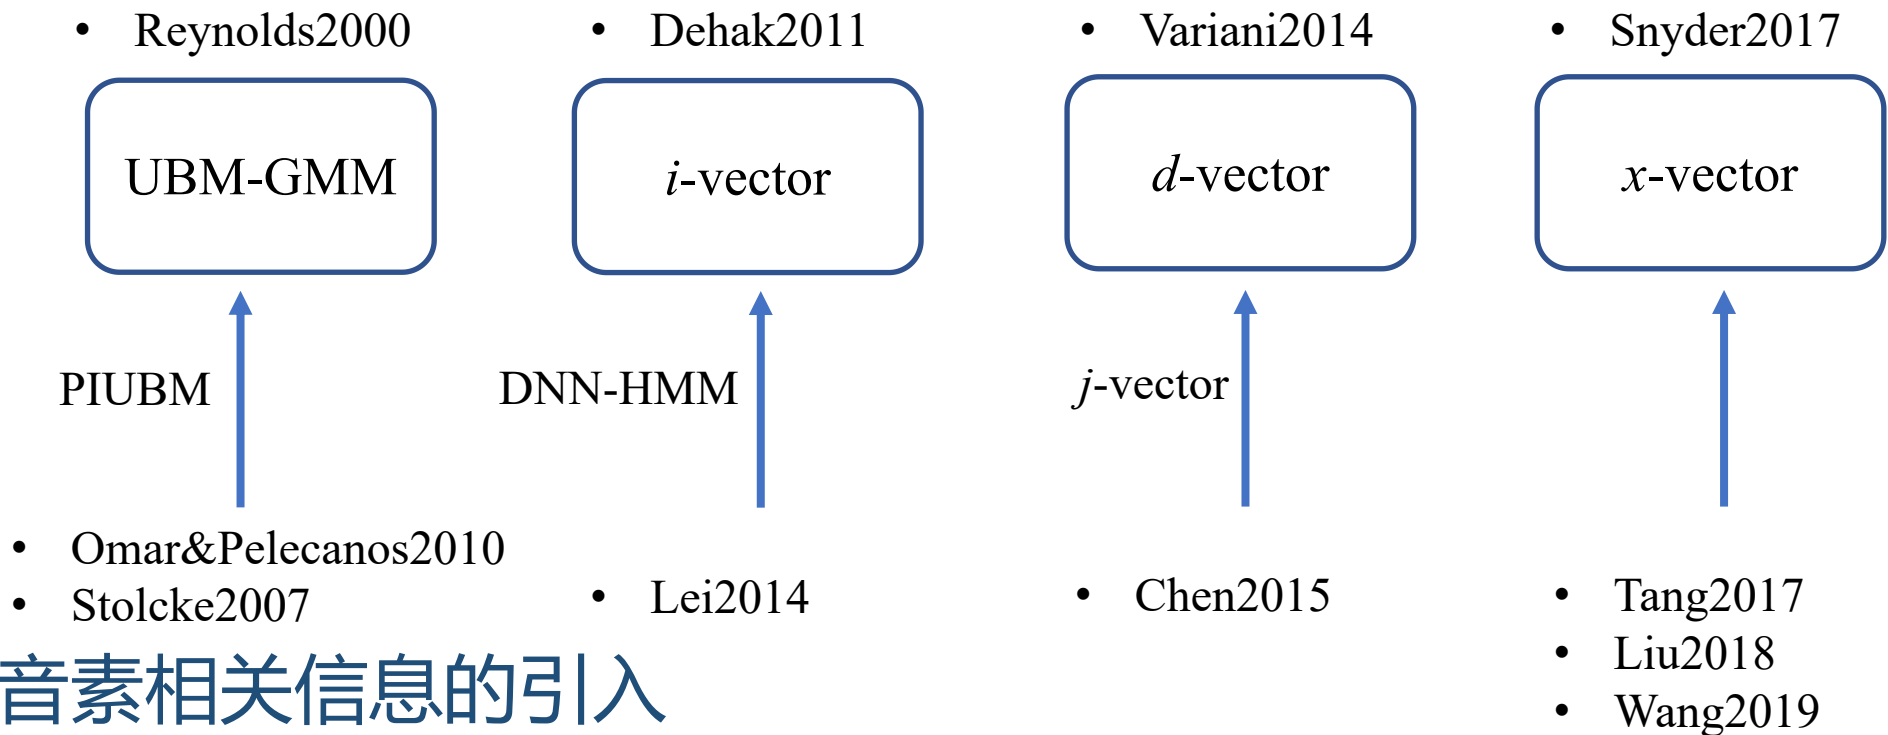 • Reynolds2000
• Dehak2011
• Variani2014
• Snyder2017
UBM-GMM
i-vector
d-vector
x-vector
PIUBM
DNN-HMM
j-vector
• Omar&Pelecanos2010
• Stolcke2007
• Lei2014
• Chen2015
• Tang2017
• Liu2018
• Wang2019
音素相关信息的引入